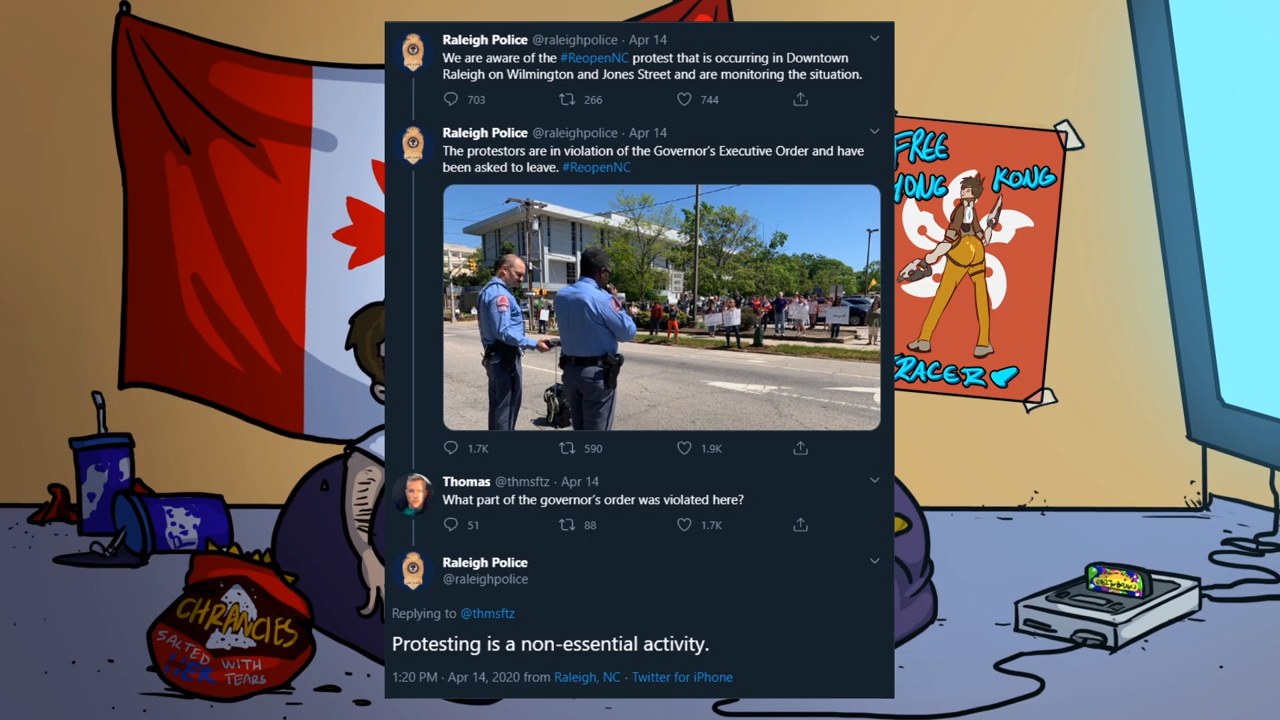 Raleigh Police @raleighpolice · Apr 14
We are aware of the #ReopenNC protest that is occurring in Downtown
Raleigh on Wilmington and Jones Street and are monitoring the situation.
703 266 744
Raleigh Police @raleighpolice · Apr 14
The protestors are in violation of the Governor's Executive Order and have
been asked to leave. #ReopenNC
1.7K 590 1.9K
Thomas @thmsftz · Apr 14
What part of the governor's order was violated here?
51 88 1.7K
Raleigh Police
@raleighpolice
Replying to @thmsftz
Protesting is a non-essential activity.
1:20 PM · Apr 14, 2020 from Raleigh, NC · Twitter for iPhone
FREE
KONG
SALTED WITH
HER TEARS